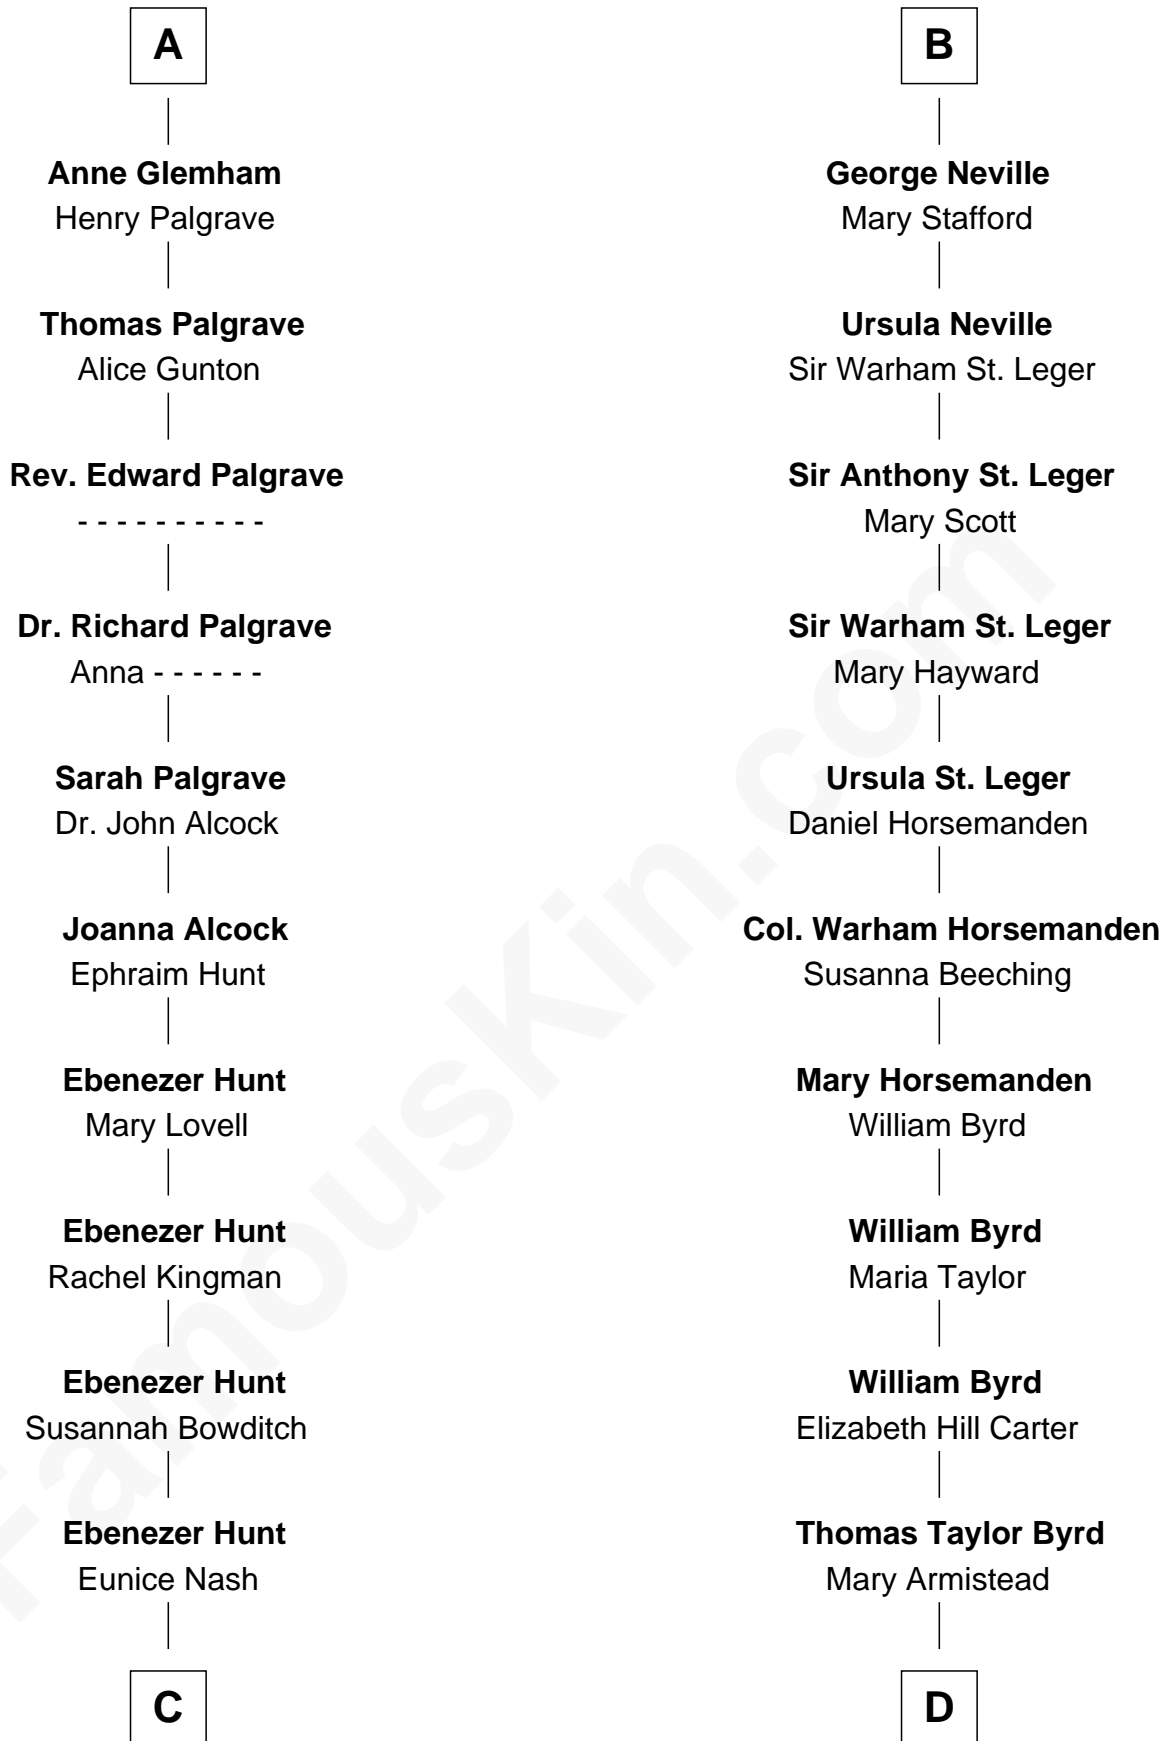 A
Anne Glemham
Henry Palgrave
Thomas Palgrave
Alice Gunton
Rev. Edward Palgrave
- - - - - - - - - -
Dr. Richard Palgrave
Anna - - - - - -
Sarah Palgrave
Dr. John Alcock
Joanna Alcock
Ephraim Hunt
Ebenezer Hunt
Mary Lovell
Ebenezer Hunt
Rachel Kingman
Ebenezer Hunt
Susannah Bowditch
Ebenezer Hunt
Eunice Nash
C
B
George Neville
Mary Stafford
Ursula Neville
Sir Warham St. Leger
Sir Anthony St. Leger
Mary Scott
Sir Warham St. Leger
Mary Hayward
Ursula St. Leger
Daniel Horsemanden
Col. Warham Horsemanden
Susanna Beeching
Mary Horsemanden
William Byrd
William Byrd
Maria Taylor
William Byrd
Elizabeth Hill Carter
Thomas Taylor Byrd
Mary Armistead
D
FamousKin.com